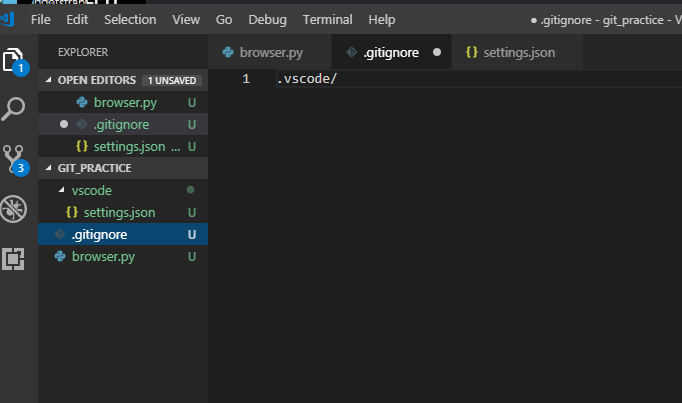 File Edit Selection View Go Debug Terminal Help ● .gitignore - git_practice - V
EXPLORER
browser.py .gitignore ● settings.json
OPEN EDITORS 1 UNSAVED
1 .vscode/
browser.py U
● .gitignore U
settings.json ... U
GIT_PRACTICE
vscode
settings.json U
.gitignore U
browser.py U
1
3